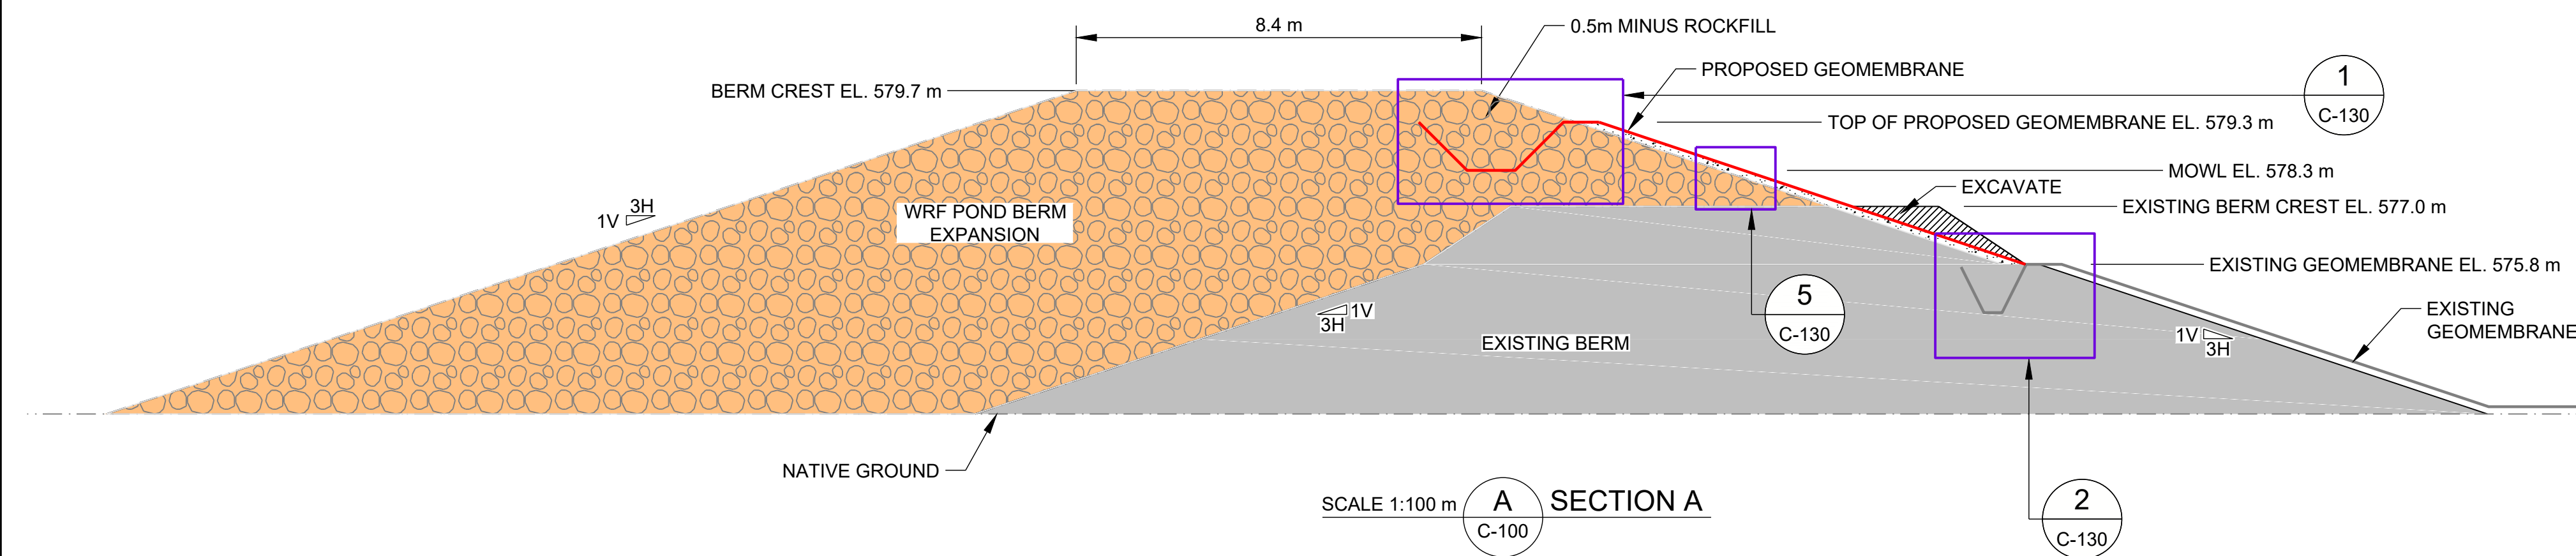 8.4 m
0.5m MINUS ROCKFILL
PROPOSED GEOMEMBRANE
1
C-130
BERM CREST EL. 579.7 m
TOP OF PROPOSED GEOMEMBRANE EL. 579.3 m
MOWL EL. 578.3 m
EXCAVATE
EXISTING BERM CREST EL. 577.0 m
1V
3H
WRF POND BERM
EXPANSION
EXISTING GEOMEMBRANE EL. 575.8 m
5
C-130
1V
3H
EXISTING
GEOMEMBRANE
1V
3H
EXISTING BERM
NATIVE GROUND
SCALE 1:100 m
A
C-100
SECTION A
2
C-130